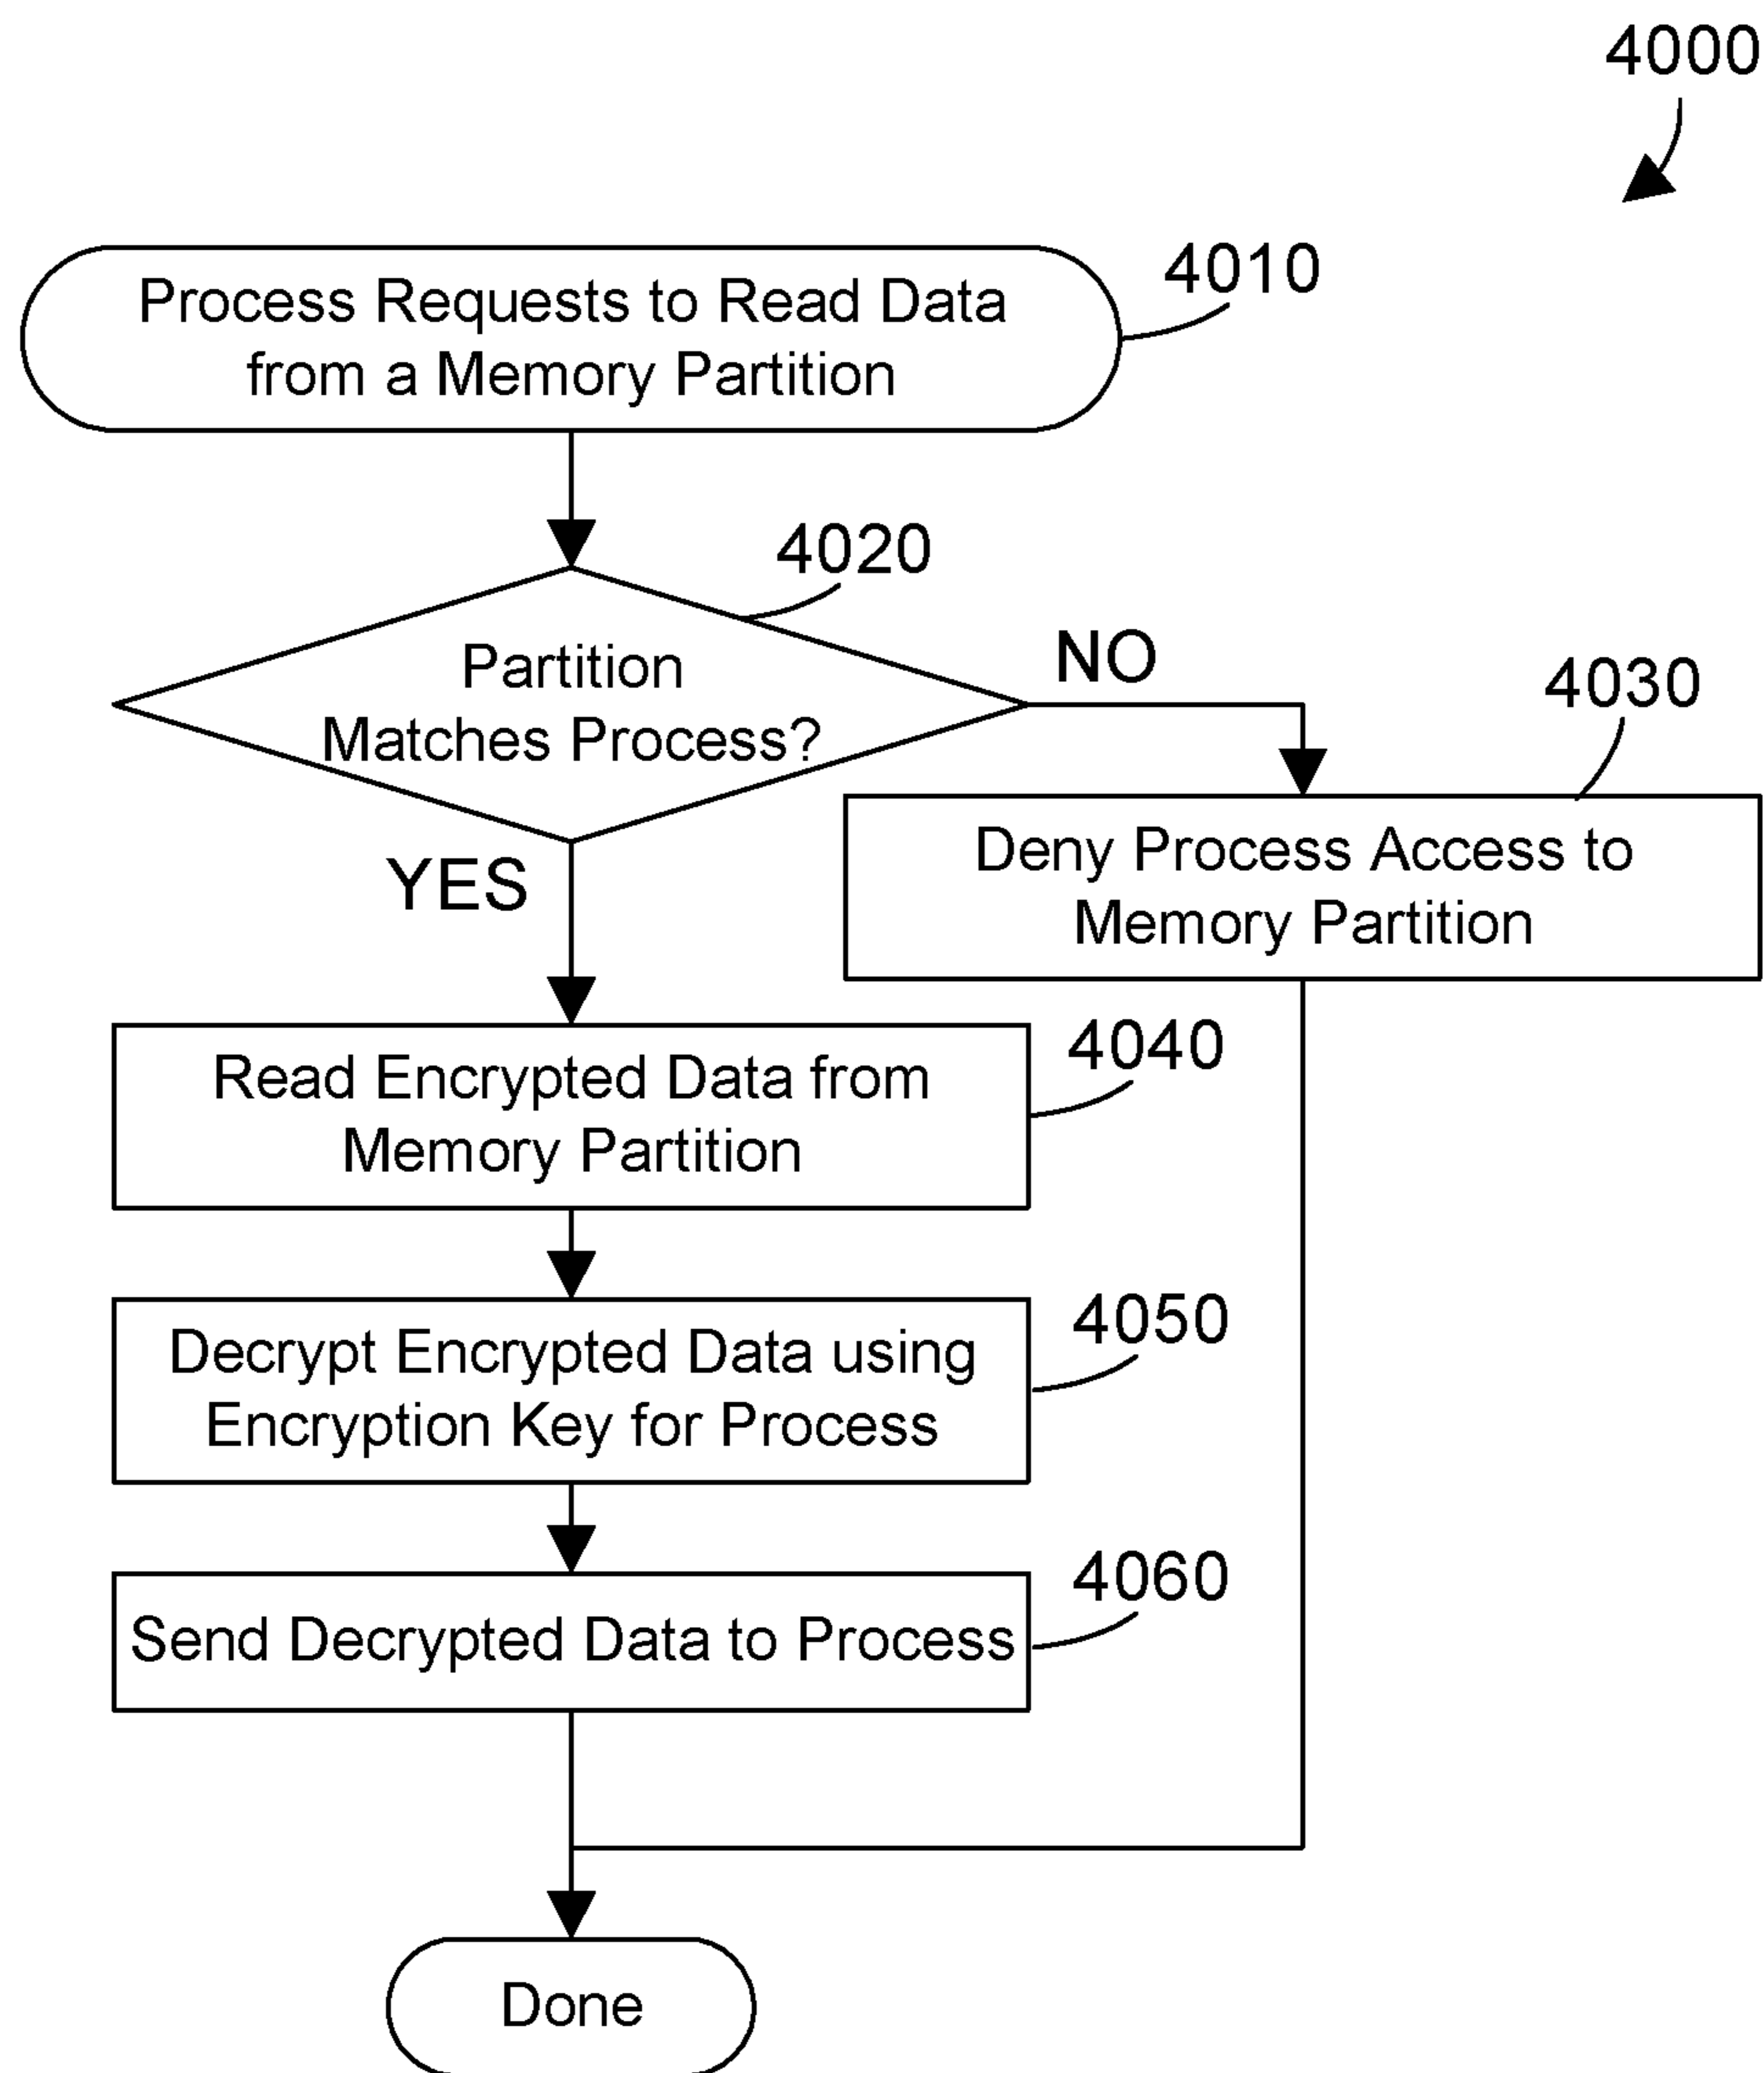 4000
Process Requests to Read Data
from a Memory Partition
4010
4020
Partition
Matches Process?
NO
YES
4030
Deny Process Access to
Memory Partition
4040
Read Encrypted Data from
Memory Partition
4050
Decrypt Encrypted Data using
Encryption Key for Process
4060
Send Decrypted Data to Process
Done